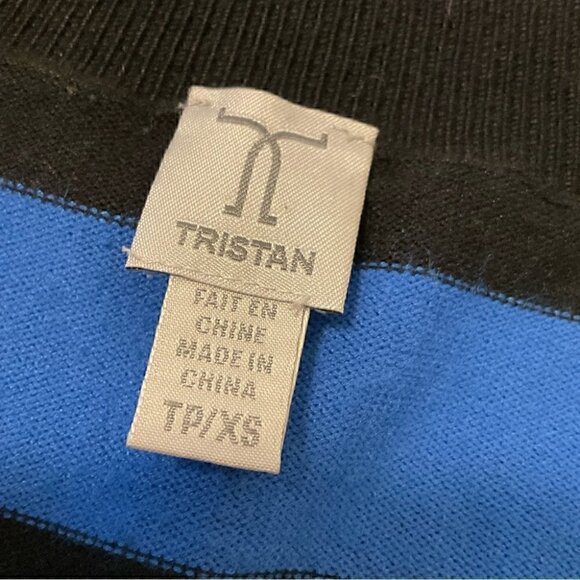 TRISTAN
FAIT EN
CHINE
MADE IN
CHINA
TP/XS